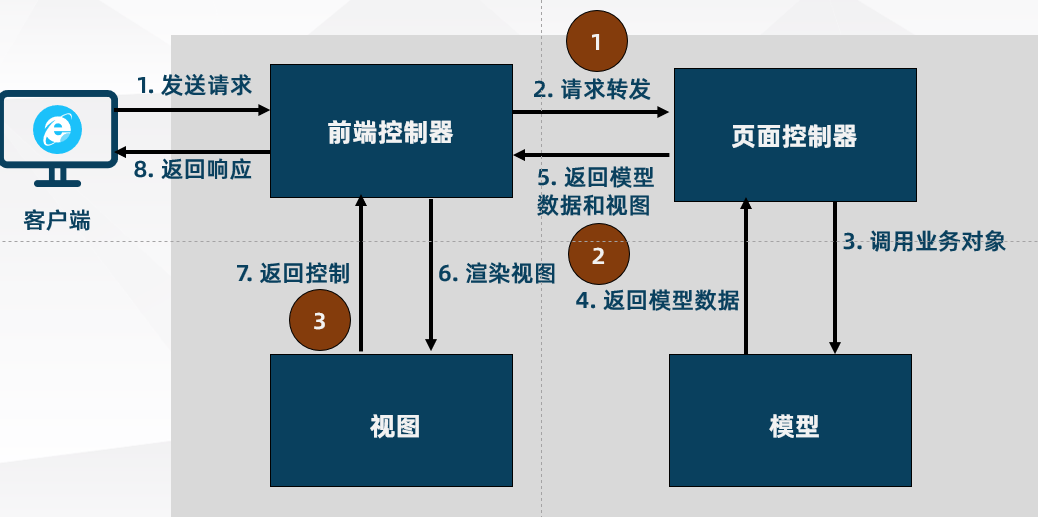 1
1. 发送请求
2. 请求转发
前端控制器
页面控制器
8. 返回响应
5. 返回模型
数据和视图
客户端
3. 调用业务对象
2
7. 返回控制
6. 渲染视图
4. 返回模型数据
3
视图
模型